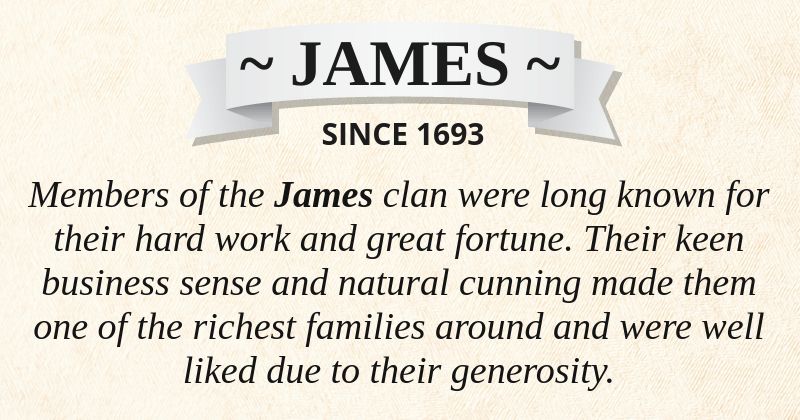 ~ JAMES ~
SINCE 1693
Members of the James clan were long known for
their hard work and great fortune. Their keen
business sense and natural cunning made them
one of the richest families around and were well
liked due to their generosity.